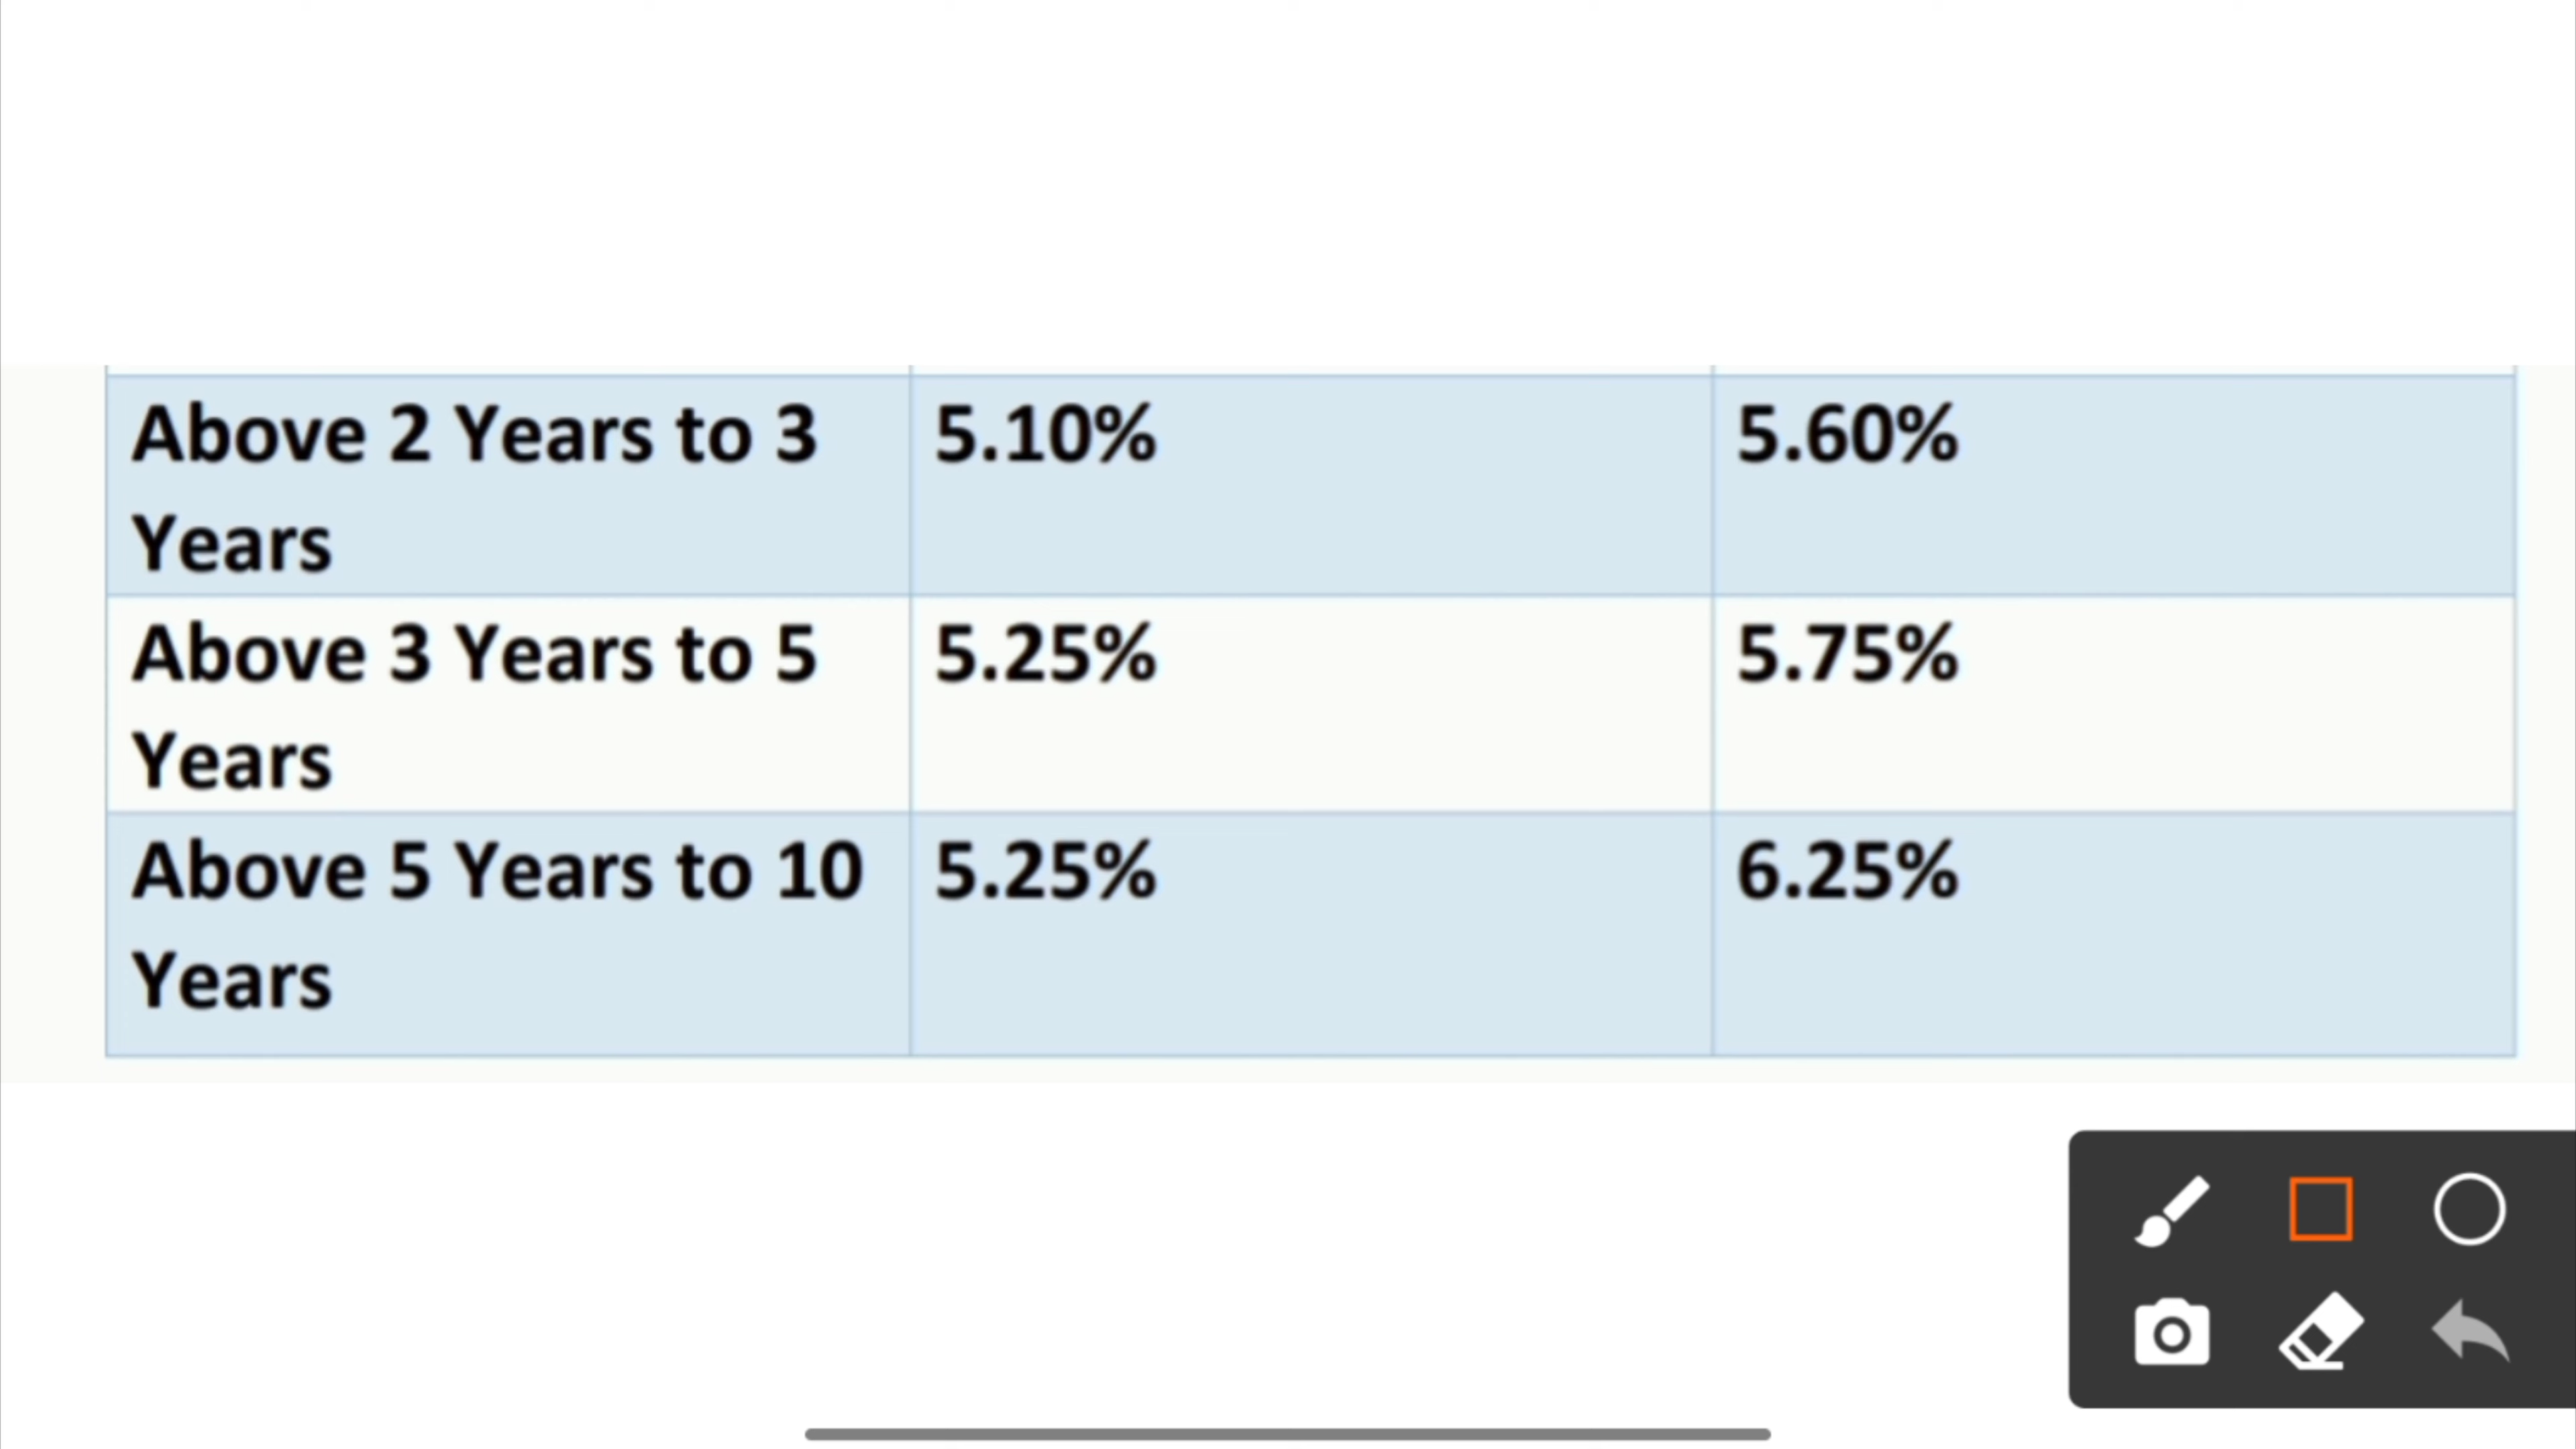 Above 2 Years to 3 5.10% 5.60%
Years
Above 3 Years to 5 5.25% 5.75%
Years
Above 5 Years to 10 5.25% 6.25%
Years